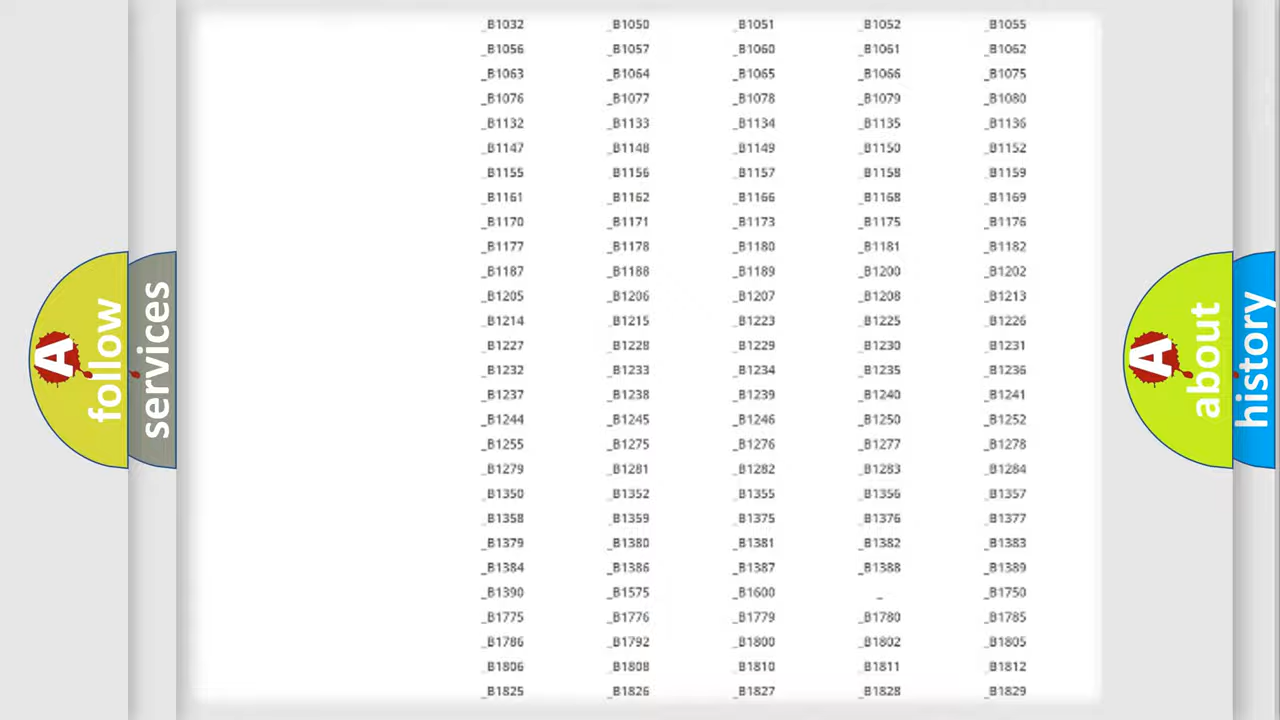 _B1032 _B1050 _B1051 _B1052 _B1055
_B1056 _B1057 _B1060 _B1061 _B1062
_B1063 _B1064 _B1065 _B1066 _B1075
_B1076 _B1077 _B1078 _B1079 _B1080
_B1132 _B1133 _B1134 _B1135 _B1136
_B1147 _B1148 _B1149 _B1150 _B1152
_B1155 _B1156 _B1157 _B1158 _B1159
_B1161 _B1162 _B1166 _B1168 _B1169
_B1170 _B1171 _B1173 _B1175 _B1176
_B1177 _B1178 _B1180 _B1181 _B1182
_B1187 _B1188 _B1189 _B1200 _B1202
_B1205 _B1206 _B1207 _B1208 _B1213
_B1214 _B1215 _B1223 _B1225 _B1226
_B1227 _B1228 _B1229 _B1230 _B1231
_B1232 _B1233 _B1234 _B1235 _B1236
_B1237 _B1238 _B1239 _B1240 _B1241
_B1244 _B1245 _B1246 _B1250 _B1252
_B1255 _B1275 _B1276 _B1277 _B1278
_B1279 _B1281 _B1282 _B1283 _B1284
_B1350 _B1352 _B1355 _B1356 _B1357
_B1358 _B1359 _B1375 _B1376 _B1377
_B1379 _B1380 _B1381 _B1382 _B1383
_B1384 _B1386 _B1387 _B1388 _B1389
_B1390 _B1575 _B1600 _ _B1750
_B1775 _B1776 _B1779 _B1780 _B1785
_B1786 _B1792 _B1800 _B1802 _B1805
_B1806 _B1808 _B1810 _B1811 _B1812
_B1825 _B1826 _B1827 _B1828 _B1829
A follow
services
A about
history